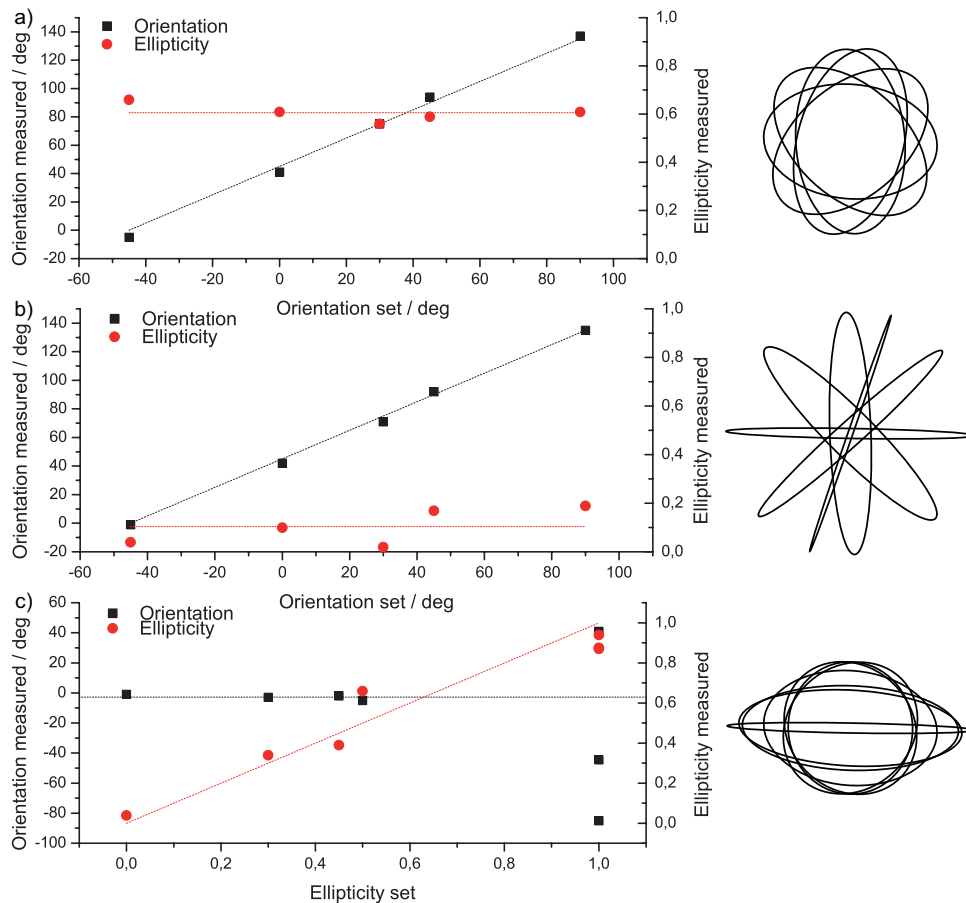 a)
Orientation
Ellipticity
140
120
100
80
60
40
20
0
-20
Orientation measured / deg
1,0
0,8
0,6
0,4
0,2
0,0
Ellipticity measured
-60 -40 -20 0 20 40 60 80 100
Orientation set / deg
b)
Orientation
Ellipticity
140
120
100
80
60
40
20
0
-20
Orientation measured / deg
1,0
0,8
0,6
0,4
0,2
0,0
Ellipticity measured
-60 -40 -20 0 20 40 60 80 100
Orientation set / deg
c)
Orientation
Ellipticity
60
40
20
0
-20
-40
-60
-80
-100
Orientation measured / deg
1,0
0,8
0,6
0,4
0,2
0,0
Ellipticity measured
0,0 0,2 0,4 0,6 0,8 1,0
Ellipticity set